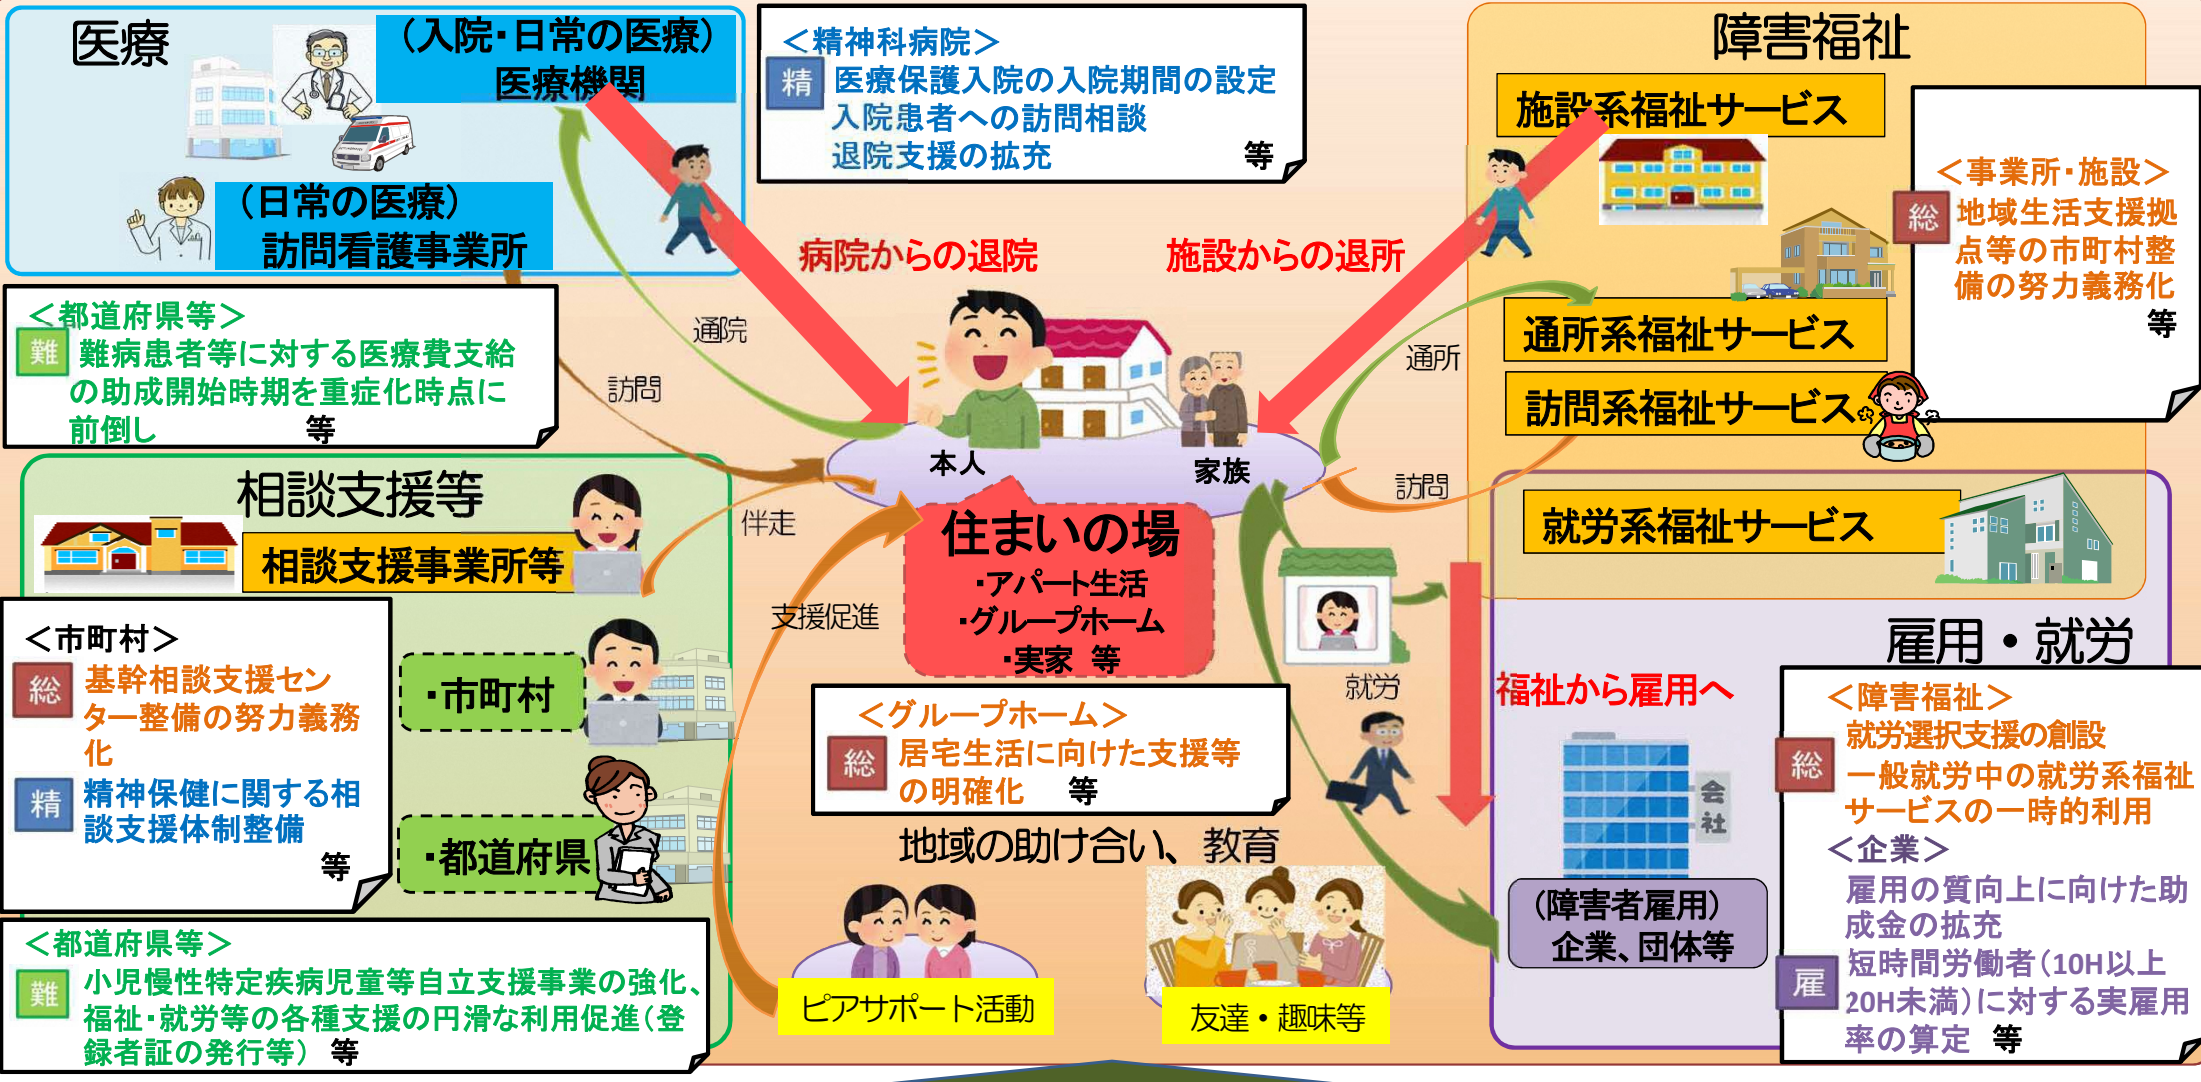 医療
（入院・日常の医療）
医療機関
（日常の医療）
訪問看護事業所
＜精神科病院＞
精
医療保護入院の入院期間の設定
入院患者への訪問相談
退院支援の拡充
等
障害福祉
施設系福祉サービス
通所系福祉サービス
訪問系福祉サービス
就労系福祉サービス
＜事業所・施設＞
総
地域生活支援拠
点等の市町村整
備の努力義務化
等
病院からの退院
施設からの退所
通院
訪問
通所
訪問
＜都道府県等＞
難
難病患者等に対する医療費支給
の助成開始時期を重症化時点に
前倒し
等
本人
家族
住まいの場
・アパート生活
・グループホーム
・実家 等
伴走
支援促進
就労
相談支援等
相談支援事業所等
・市町村
・都道府県
＜市町村＞
総
基幹相談支援セン
ター整備の努力義務
化
精
精神保健に関する相
談支援体制整備
等
＜都道府県等＞
難
小児慢性特定疾病児童等自立支援事業の強化、
福祉・就労等の各種支援の円滑な利用促進（登
録者証の発行等） 等
＜グループホーム＞
総
居宅生活に向けた支援等
の明確化 等
地域の助け合い、教育
ピアサポート活動
友達・趣味等
雇用・就労
福祉から雇用へ
会
社
（障害者雇用）
企業、団体等
＜障害福祉＞
総
就労選択支援の創設
一般就労中の就労系福祉
サービスの一時的利用
＜企業＞
雇用の質向上に向けた助
成金の拡充
雇
短時間労働者（10H以上
20H未満）に対する実雇用
率の算定 等